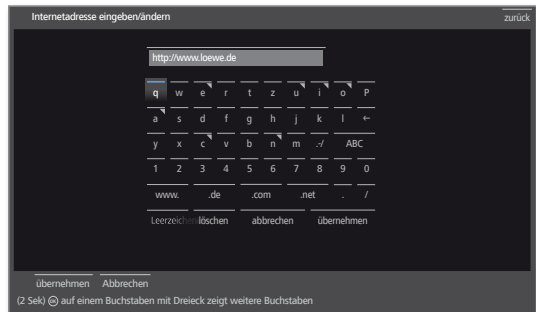 Internetadresse eingeben/ändern zurück
http://www.loewe.de
q w e r t z u i o P
a s d f g h j k l ←
y x c v b n m .-/ ABC
1 2 3 4 5 6 7 8 9 0
www. .de .com .net . /
Leerzeichen löschen abbrechen übernehmen
übernehmen Abbrechen
(2 Sek) OK auf einem Buchstaben mit Dreieck zeigt weitere Buchstaben